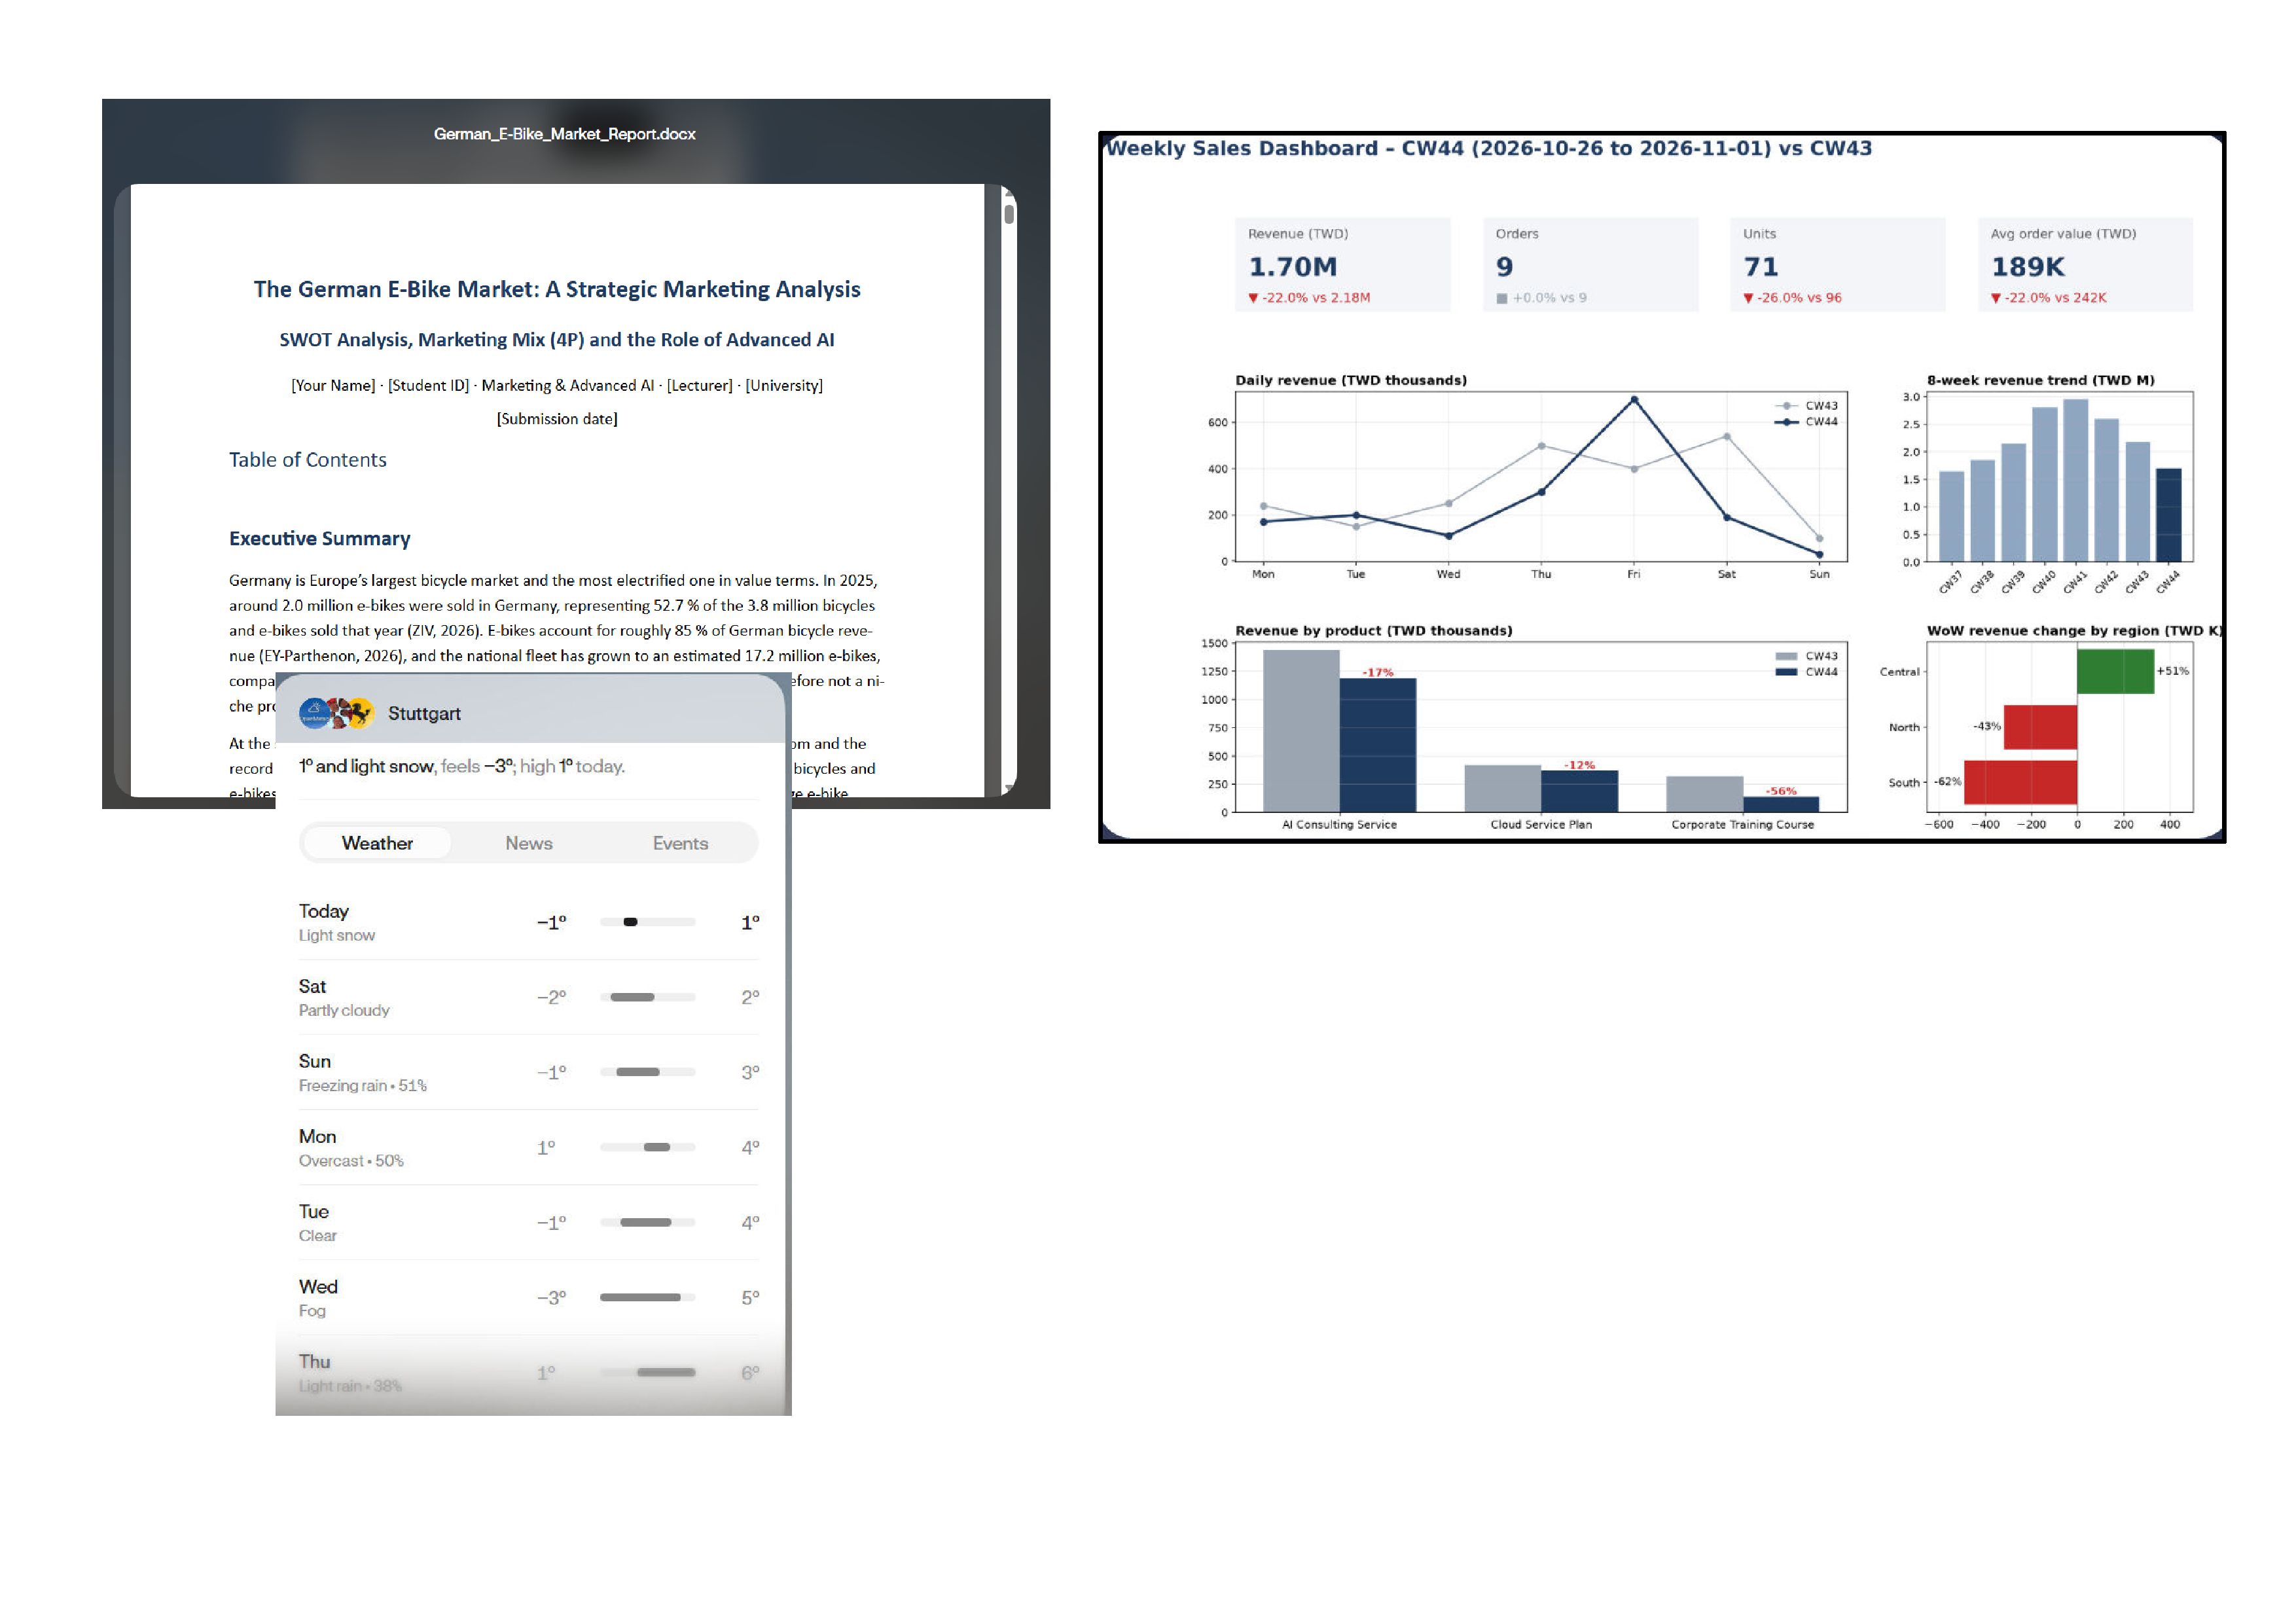 German_E-Bike_Market_Report.docx
The German E-Bike Market: A Strategic Marketing Analysis
SWOT Analysis, Marketing Mix (4P) and the Role of Advanced AI
[Your Name] · [Student ID] · Marketing & Advanced AI · [Lecturer] · [University]
[Submission date]
Table of Contents
Executive Summary
Germany is Europe’s largest bicycle market and the most electrified one in value terms. In 2025,
around 2.0 million e-bikes were sold in Germany, representing 52.7 % of the 3.8 million bicycles
and e-bikes sold that year (ZIV, 2026). E-bikes account for roughly 85 % of German bicycle reve-
nue (EY-Parthenon, 2026), and the national fleet has grown to an estimated 17.2 million e-bikes,
not a ni-
At the
and the
record
bicycles and
e-bike
Stuttgart
1° and light snow, feels −3°; high 1° today.
Weather News Events
Today −1° 1°
Light snow
Sat −2° 2°
Partly cloudy
Sun −1° 3°
Freezing rain • 51%
Mon 1° 4°
Overcast • 50%
Tue −1° 4°
Clear
Wed −3° 5°
Fog
Thu 1° 6°
Light rain • 38%
Weekly Sales Dashboard – CW44 (2026-10-26 to 2026-11-01) vs CW43
Revenue (TWD)
1.70M
▼ -22.0% vs 2.18M
Orders
9
■ +0.0% vs 9
Units
71
▼ -26.0% vs 96
Avg order value (TWD)
189K
▼ -22.0% vs 242K
Daily revenue (TWD thousands)
CW43
CW44
600
400
200
0
Mon Tue Wed Thu Fri Sat Sun
8-week revenue trend (TWD M)
3.0
2.5
2.0
1.5
1.0
0.5
0.0
CW37 CW38 CW39 CW40 CW41 CW42 CW43 CW44
Revenue by product (TWD thousands)
CW43
CW44
1500
1250
1000
750
500
250
0
-17%
-12%
-56%
AI Consulting Service Cloud Service Plan Corporate Training Course
WoW revenue change by region (TWD K)
Central +51%
North -43%
South -62%
−600 −400 −200 0 200 400